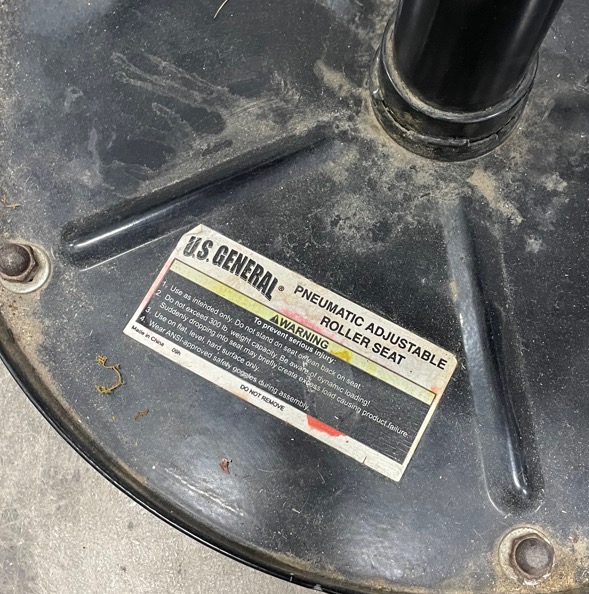 U.S. GENERAL®
PNEUMATIC ADJUSTABLE
ROLLER SEAT
WARNING
To prevent serious injury:
1. Use as intended only. Do not stand on seat or lean back on seat.
2. Do not exceed 300 lb. weight capacity. Be aware of dynamic loading!
Suddenly dropping into seat may briefly create excess load causing product failure.
3. Use on flat, level, hard surface only.
4. Wear ANSI-approved safety goggles during assembly.
Made in China
DO NOT REMOVE